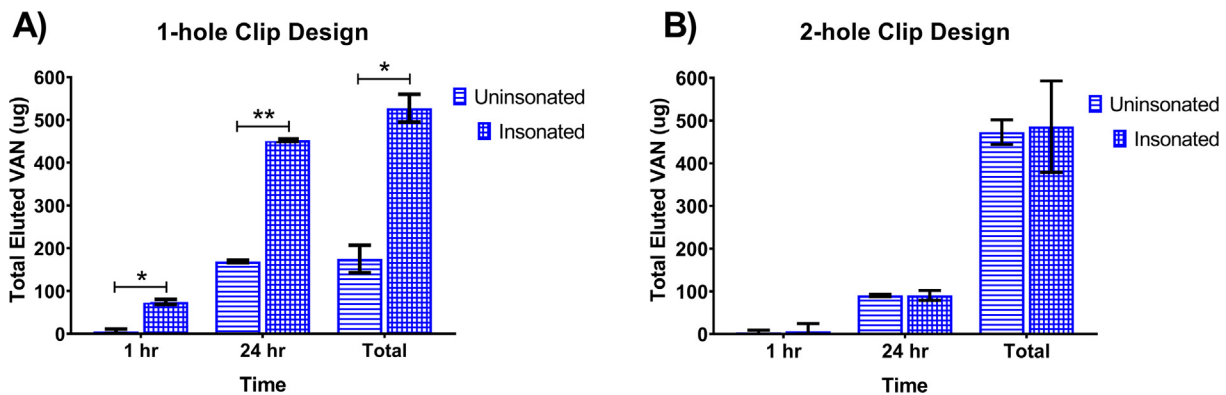 A)
1-hole Clip Design
Total Eluted VAN (ug)
600
500
400
300
200
100
0
*
**
*
1 hr
24 hr
Total
Time
Uninsonated
Insonated
B)
2-hole Clip Design
Total Eluted VAN (ug)
600
500
400
300
200
100
0
1 hr
24 hr
Total
Time
Uninsonated
Insonated